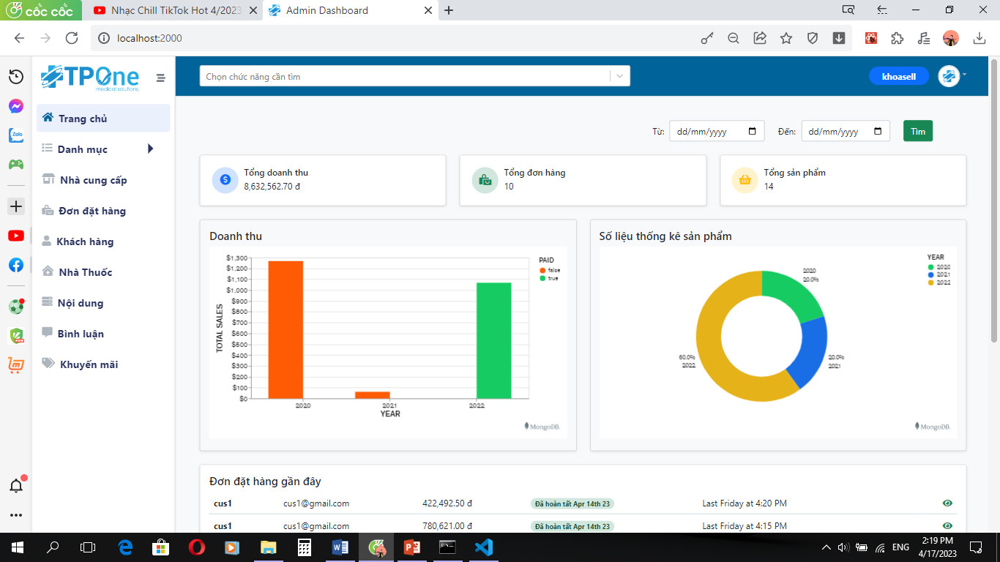 cốc cốc
Nhạc Chill TikTok Hot 4/2023
Admin Dashboard
localhost:2000
TPOne
medical solutions
Chọn chức năng cần tìm
khoasell
Trang chủ
Danh mục
Nhà cung cấp
Đơn đặt hàng
Khách hàng
Nhà Thuốc
Nội dung
Bình luận
Khuyến mãi
Zalo
Từ: dd/mm/yyyy Đến: dd/mm/yyyy Tìm
Tổng doanh thu
8,632,562.70 đ
Tổng đơn hàng
10
Tổng sản phẩm
14
Doanh thu
TOTAL SALES
$1,300
$1,200
$1,100
$1,000
$900
$800
$700
$600
$500
$400
$300
$200
$100
$0
2020 2021 2022
YEAR
PAID
false
true
MongoDB.
Số liệu thống kê sản phẩm
YEAR
2020
2021
2022
2020
20.0%
20.0%
2021
60.0%
2022
MongoDB.
Đơn đặt hàng gần đây
cus1 cus1@gmail.com 422,492.50 đ Đã hoàn tất Apr 14th 23 Last Friday at 4:20 PM
cus1 cus1@gmail.com 780,621.00 đ Đã hoàn tất Apr 14th 23 Last Friday at 4:15 PM
ENG
2:19 PM
4/17/2023